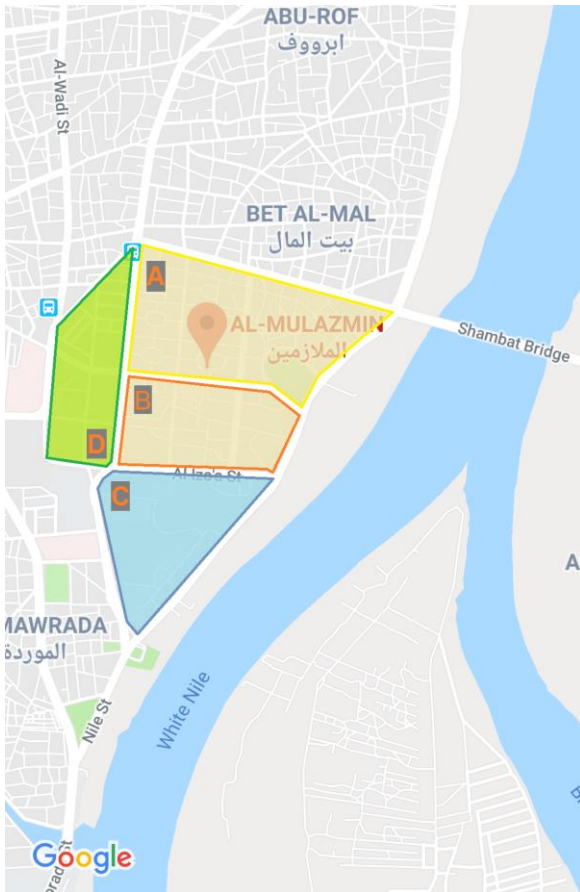 ABU-ROF
ابرووف
Al-Wadi St
BET AL-MAL
بيت المال
A
AL-MULAZMIN
الملازمين
Shambat Bridge
B
D
Al Iza'a St
C
A
MAWRADA
الموردة
White Nile
Nile St
Google